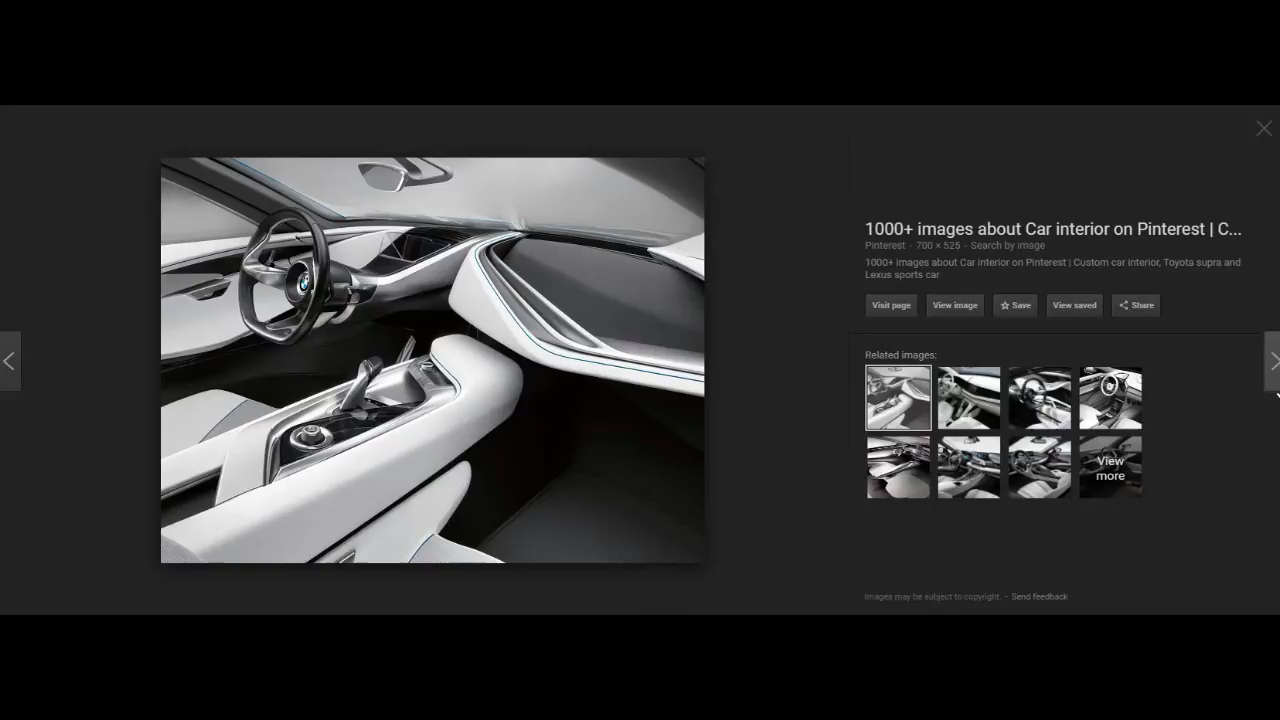 1000+ images about Car interior on Pinterest | C...
Pinterest - 700 × 525 - Search by image
1000+ images about Car interior on Pinterest | Custom car interior, Toyota supra and
Lexus sports car
Visit page View image Save View saved Share
Related images:
View
more
Images may be subject to copyright. - Send feedback